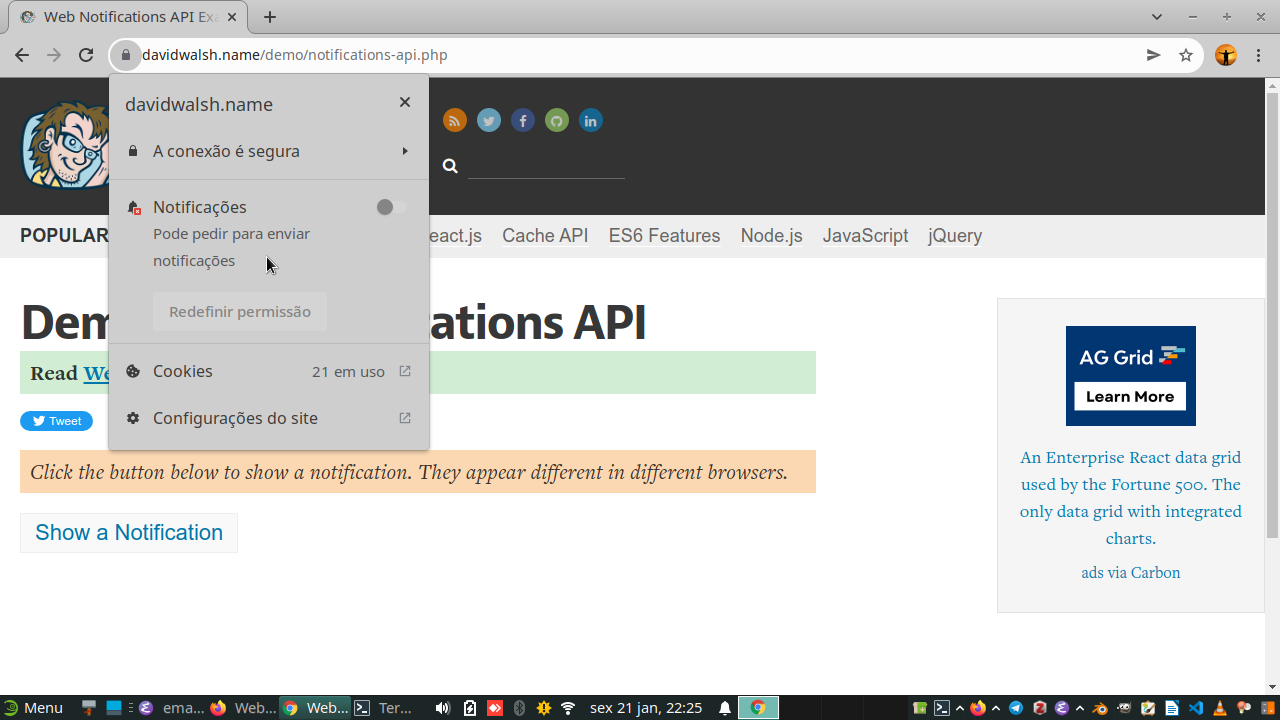 Web Notifications API Exa
davidwalsh.name/demo/notifications-api.php
davidwalsh.name
A conexão é segura
Notificações
Pode pedir para enviar
notificações
Redefinir permissão
Cookies 21 em uso
Configurações do site
POPULAR
eact.js Cache API ES6 Features Node.js JavaScript jQuery
Dem ations API
Read We
Tweet
Click the button below to show a notification. They appear different in different browsers.
Show a Notification
AG Grid
Learn More
An Enterprise React data grid
used by the Fortune 500. The
only data grid with integrated
charts.
ads via Carbon
Menu ema... Web... Web... Ter... sex 21 jan, 22:25